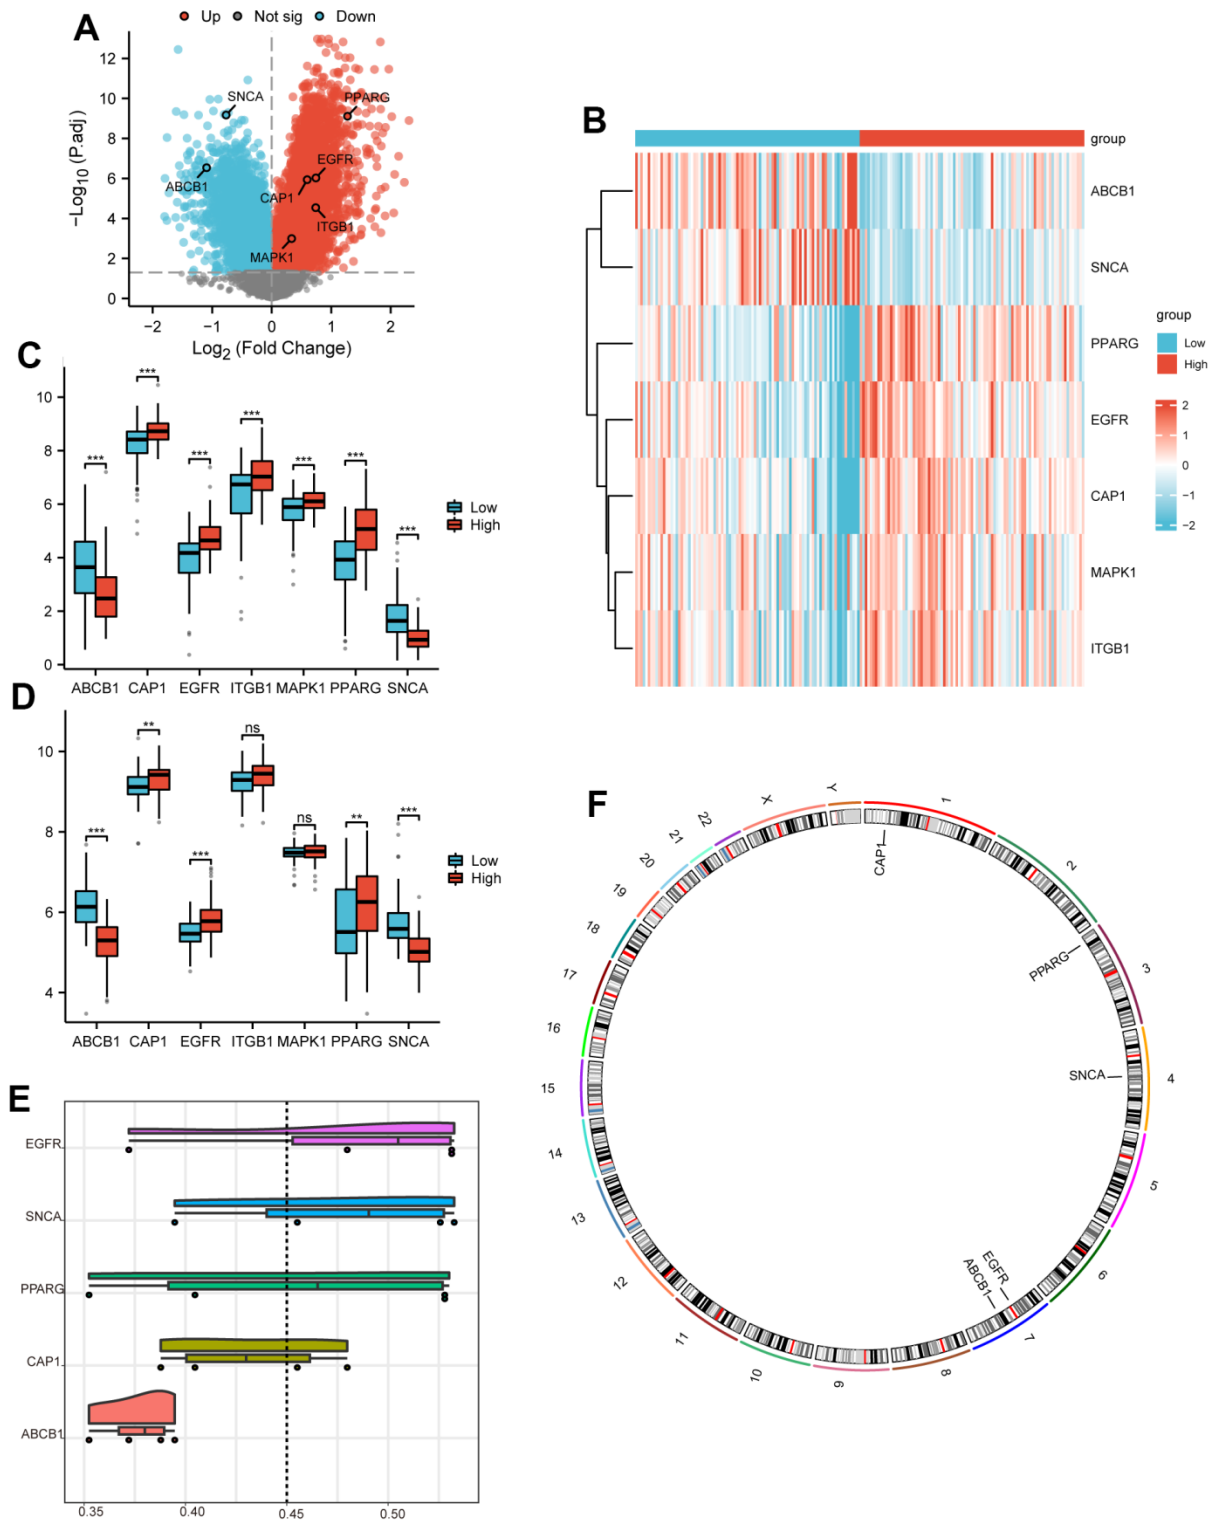 A
Up Not sig Down
12
10
8
6
4
2
0
−2 −1 0 1 2
−Log10 (P.adj)
Log2 (Fold Change)
SNCA
PPARG
ABCB1
EGFR
CAP1
ITGB1
MAPK1
B
group
ABCB1
SNCA
PPARG
EGFR
CAP1
MAPK1
ITGB1
group
Low
High
2
1
0
−1
−2
C
10
8
6
4
2
0
*** *** *** *** *** *** ***
ABCB1 CAP1 EGFR ITGB1 MAPK1 PPARG SNCA
Low
High
D
10
8
6
4
*** ** *** ns ns ** ***
ABCB1 CAP1 EGFR ITGB1 MAPK1 PPARG SNCA
Low
High
E
EGFR
SNCA
PPARG
CAP1
ABCB1
0.35 0.40 0.45 0.50
F
1
2
3
4
5
6
7
8
9
10
11
12
13
14
15
16
17
18
19
20
21
22
X
Y
CAP1
PPARG
SNCA
EGFR
ABCB1